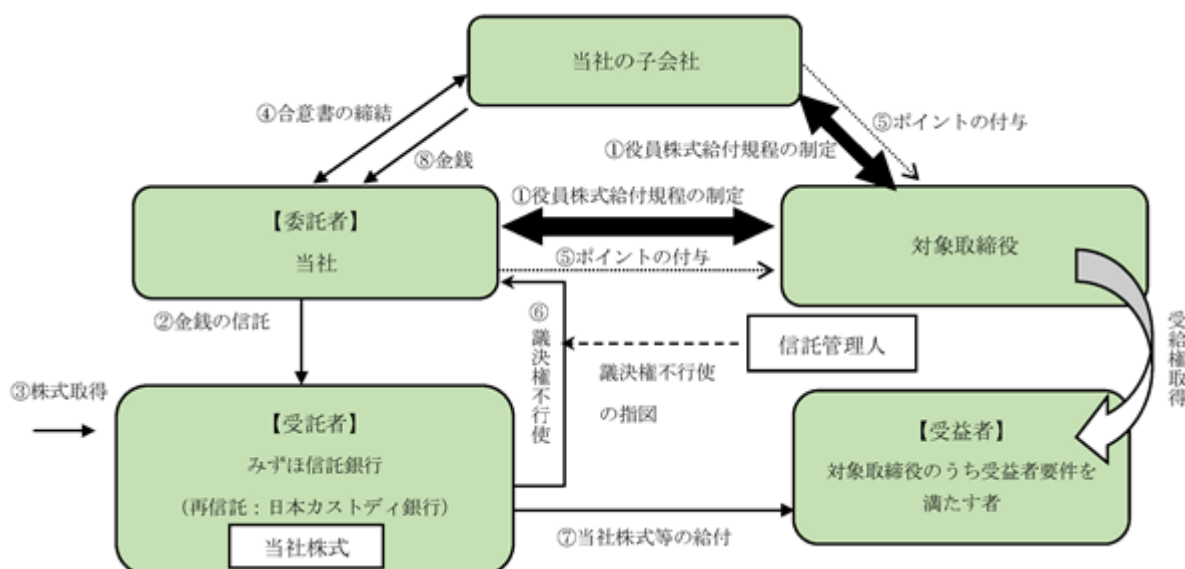 当社の子会社
④合意書の締結
⑤ポイントの付与
①役員株式給付規程の制定
⑧金銭
①役員株式給付規程の制定
【委託者】
当社
対象取締役
⑤ポイントの付与
②金銭の信託
⑥議決権不行使
信託管理人
議決権不行使
の指図
受給権取得
③株式取得
【受託者】
みずほ信託銀行
(再信託：日本カストディ銀行)
当社株式
【受益者】
対象取締役のうち受益者要件を
満たす者
⑦当社株式等の給付